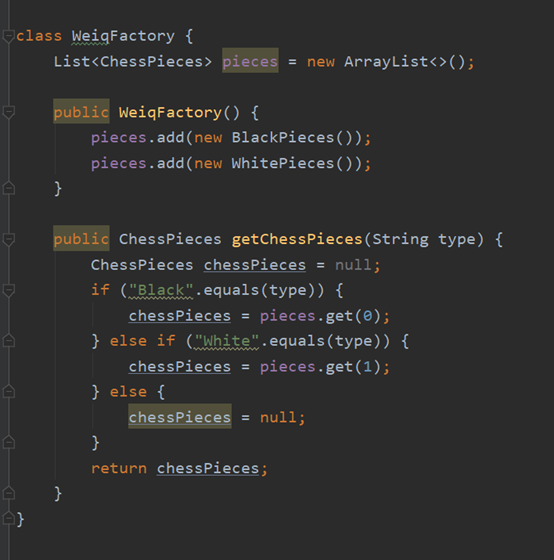 class WeiqFactory {
    List<ChessPieces> pieces = new ArrayList<>();

    public WeiqFactory() {
        pieces.add(new BlackPieces());
        pieces.add(new WhitePieces());
    }

    public ChessPieces getChessPieces(String type) {
        ChessPieces chessPieces = null;
        if ("Black".equals(type)) {
            chessPieces = pieces.get(0);
        } else if ("White".equals(type)) {
            chessPieces = pieces.get(1);
        } else {
            chessPieces = null;
        }
        return chessPieces;
    }
}